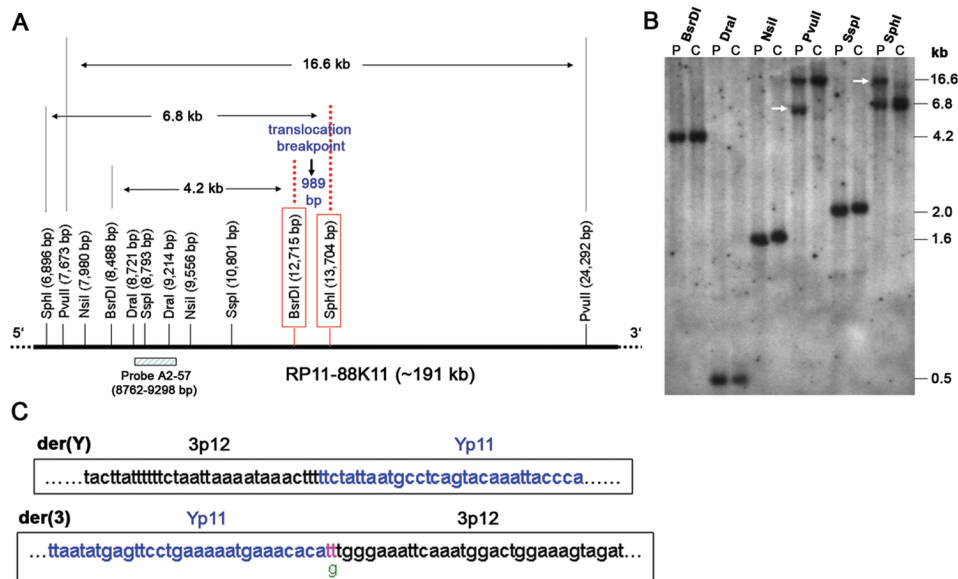 A
16.6 kb
6.8 kb
translocation
breakpoint
989
bp
4.2 kb
SphI (6,896 bp)
PvuII (7,673 bp)
NsiI (7,980 bp)
BsrDI (8,488 bp)
DraI (8,721 bp)
SspI (8,793 bp)
DraI (9,214 bp)
NsiI (9,556 bp)
SspI (10,801 bp)
BsrDI (12,715 bp)
SphI (13,704 bp)
PvuII (24,292 bp)
5'
3'
Probe A2-57
(8762-9298 bp)
RP11-88K11 (~191 kb)
B
BsrDI DraI NsiI PvuII SspI SphI
P C P C P C P C P C P C kb
16.6
6.8
4.2
2.0
1.6
0.5
C
der(Y) 3p12 Yp11
……tacttattttttctaattaaaataaacttttttctattaatgcctcagtacaaattaccca……
der(3) Yp11 3p12
…ttaatatgagttcctgaaaaatgaaacacatttgggaaattcaaatggactggaaagtagat…
g